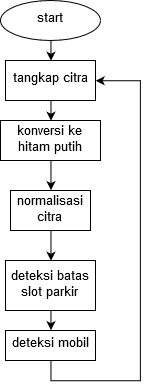 start
tangkap citra
konversi ke
hitam putih
normalisasi
citra
deteksi batas
slot parkir
deteksi mobil